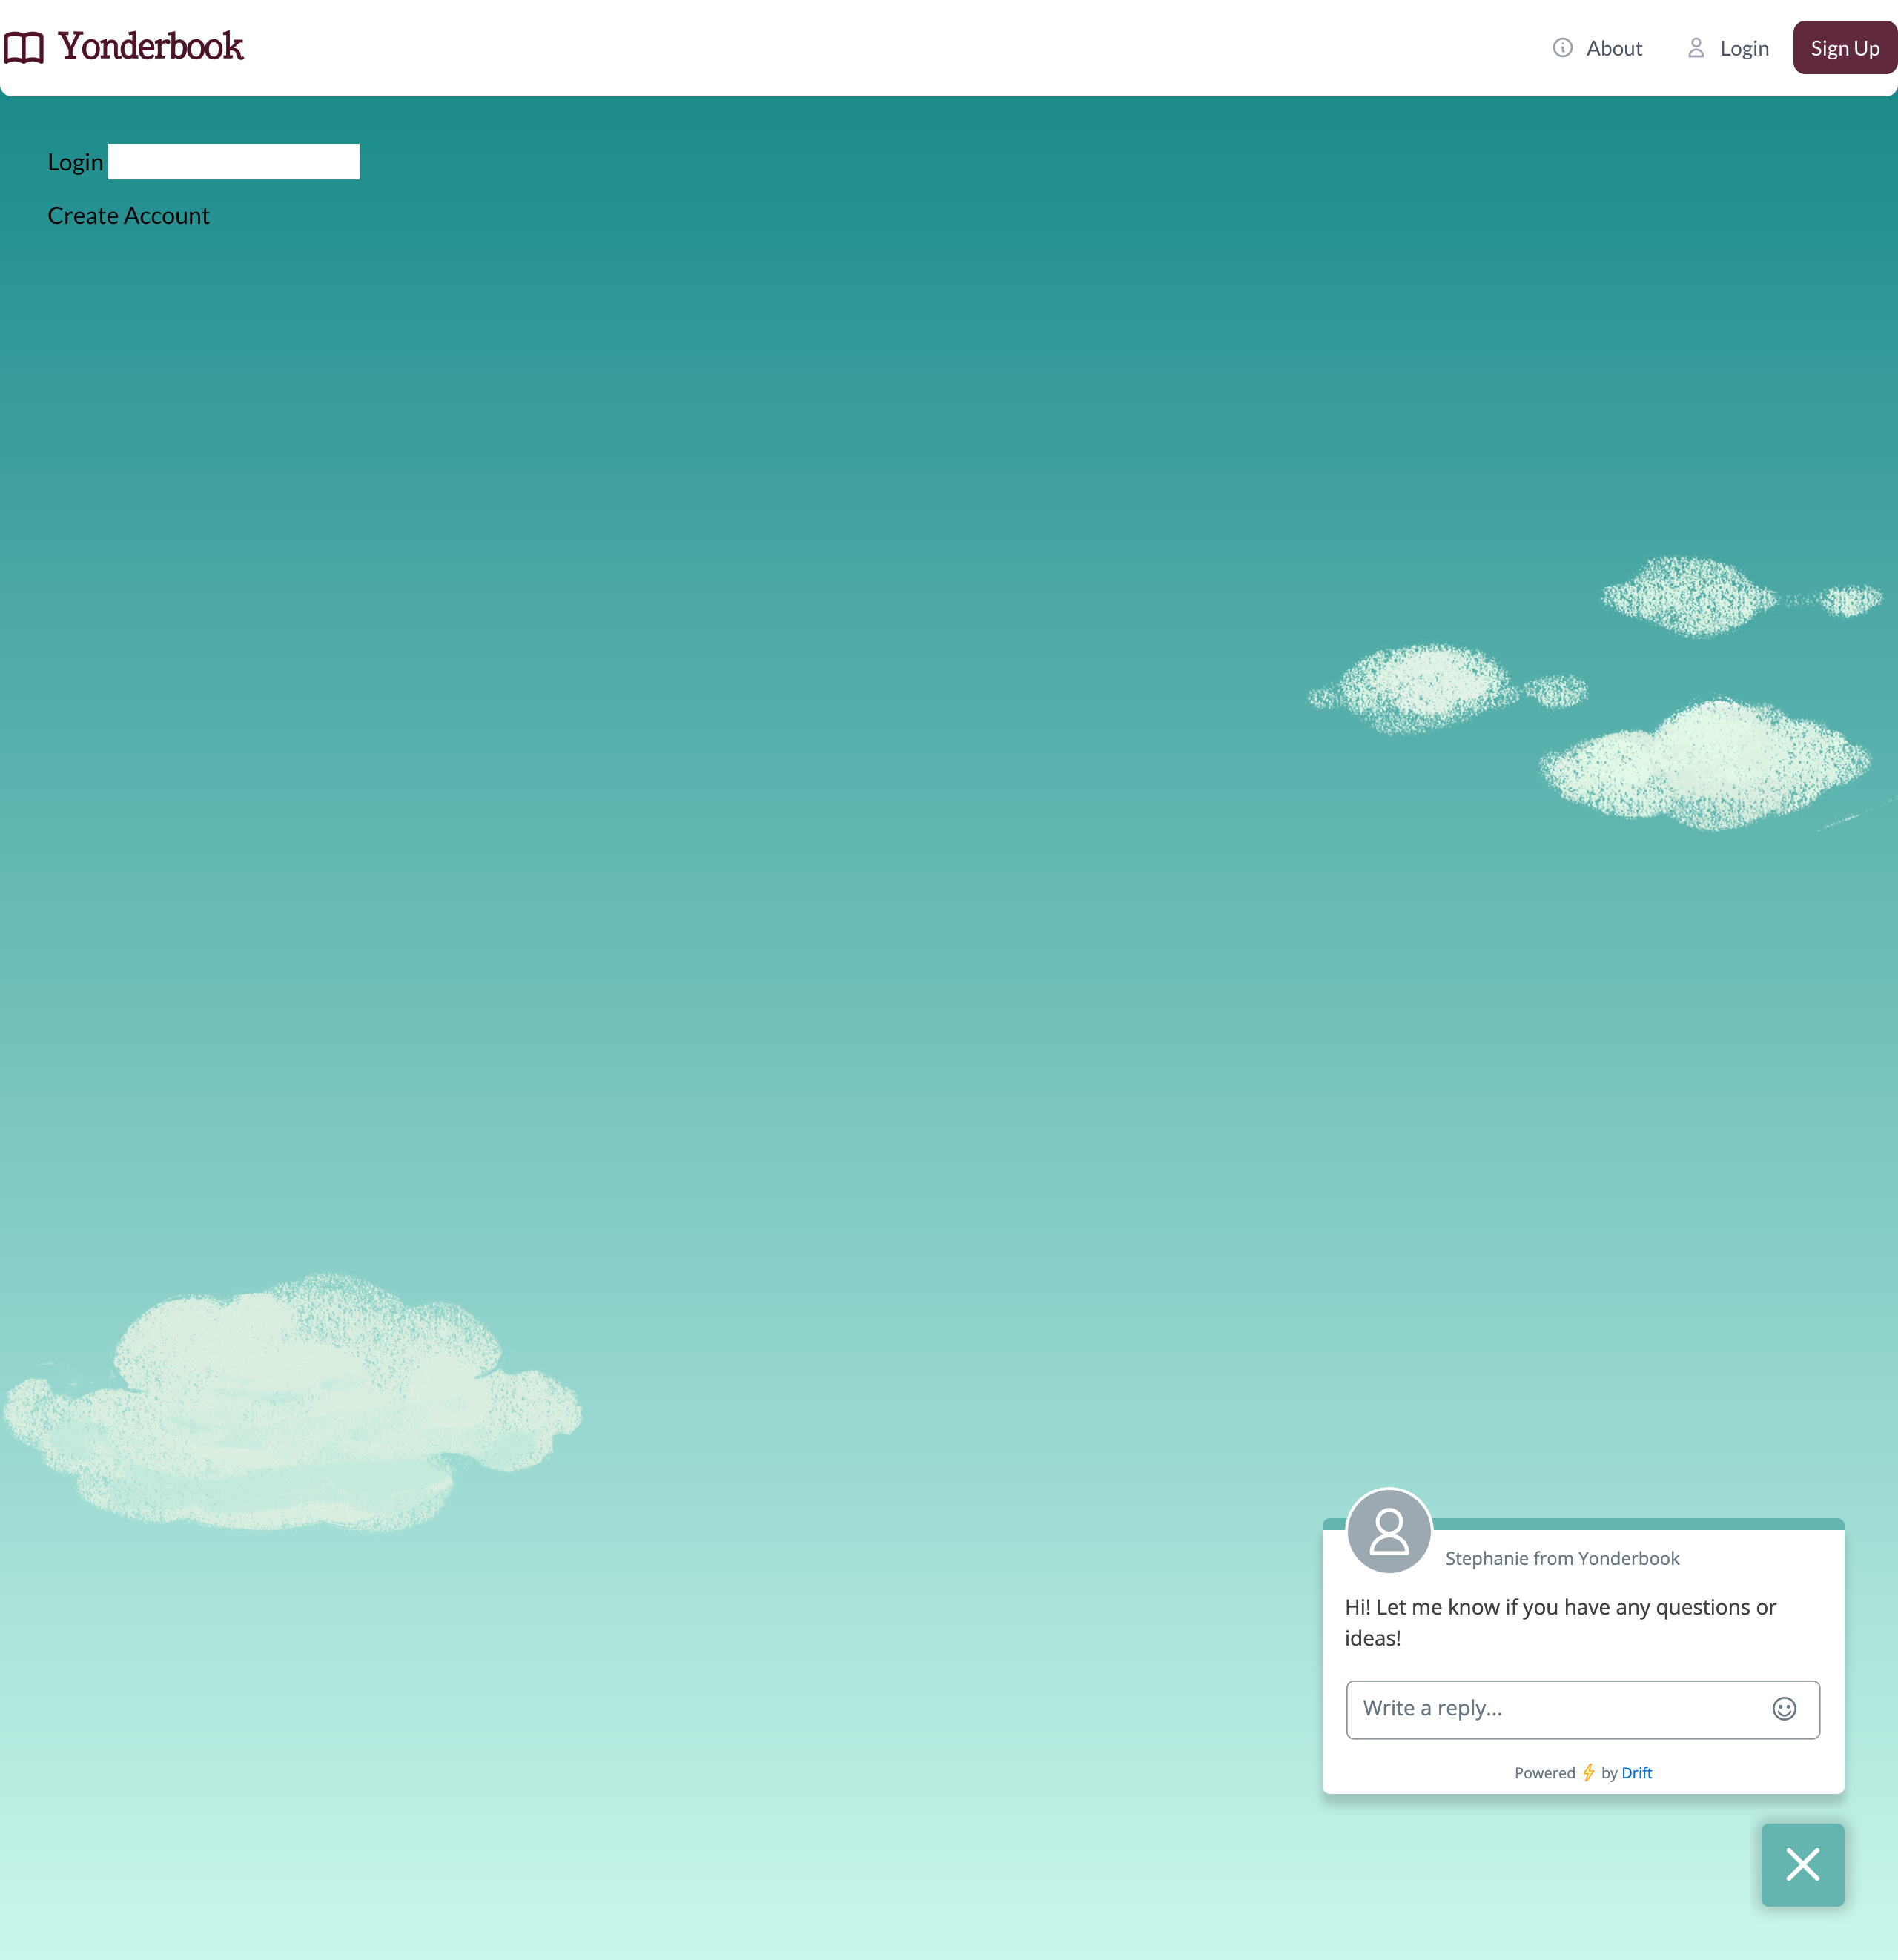 Yonderbook
About
Login
Sign Up
Login
Create Account
Stephanie from Yonderbook
Hi! Let me know if you have any questions or
ideas!
Write a reply...
Powered by Drift